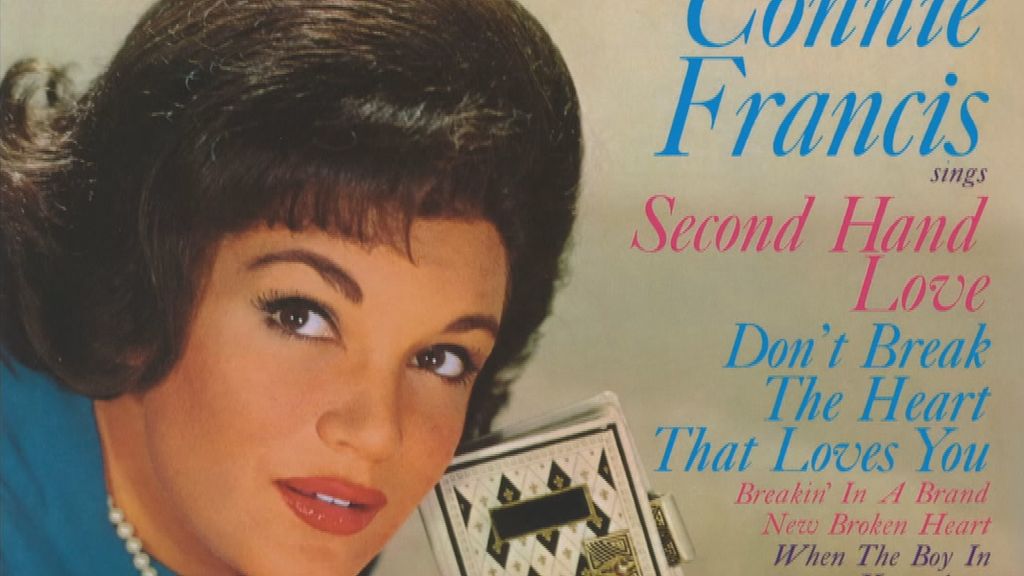 Connie
Francis
sings
Second Hand
Love
Don't Break
The Heart
That Loves You
Breakin' In A Brand
New Broken Heart
When The Boy In